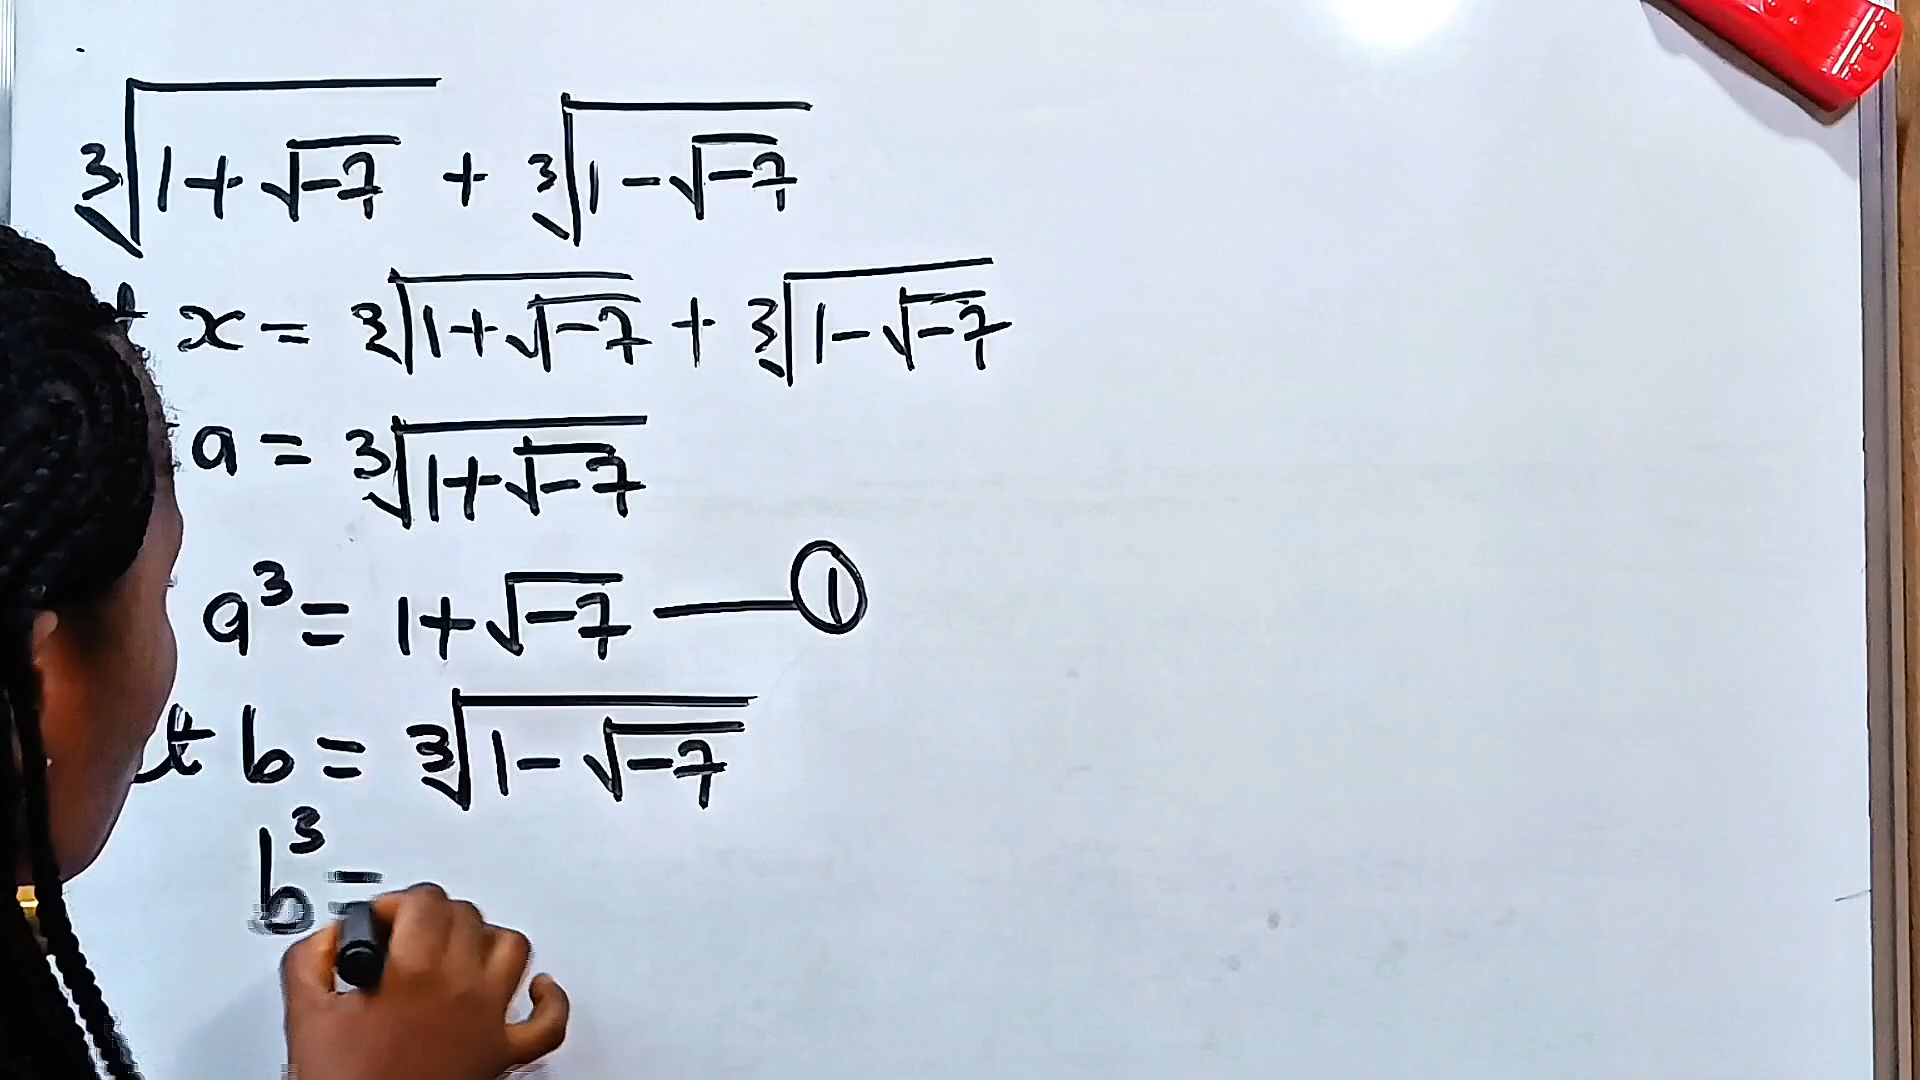 ∛(1+√-7) + ∛(1-√-7)
x = ∛(1+√-7) + ∛(1-√-7)
a = ∛(1+√-7)
a³ = 1+√-7 —— ①
b = ∛(1-√-7)
b³ =